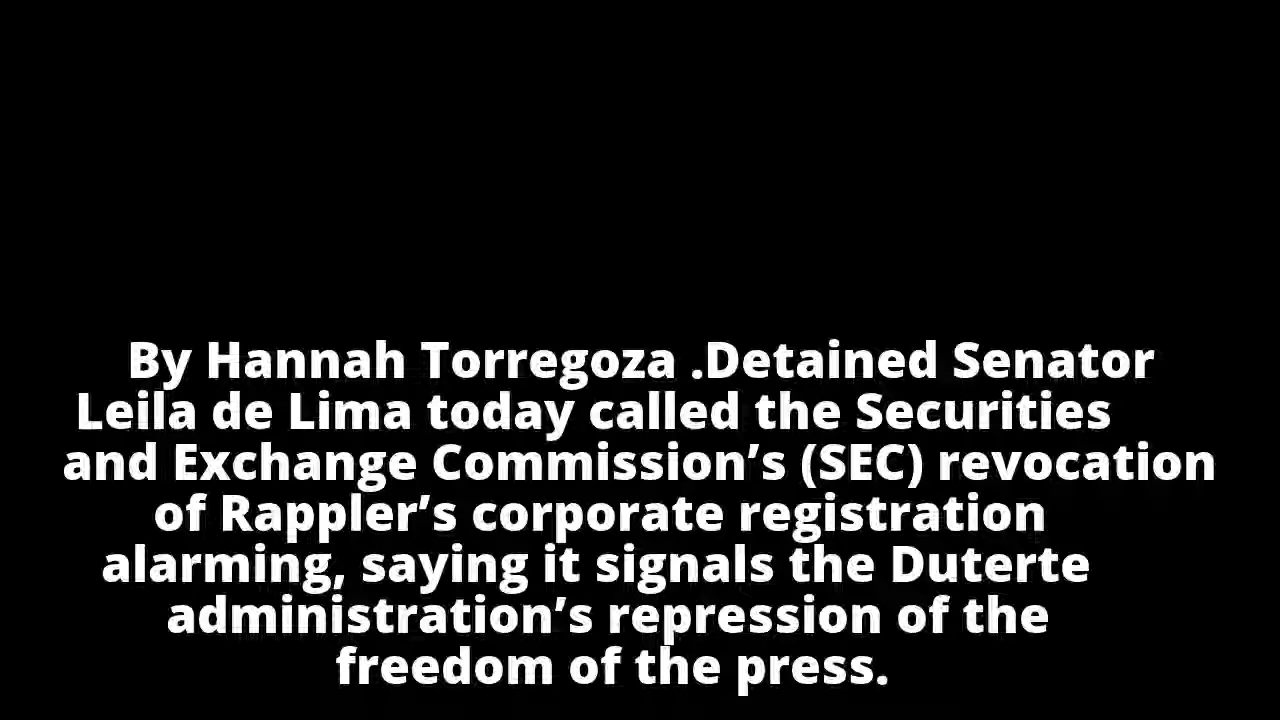 By Hannah Torregoza .Detained Senator
Leila de Lima today called the Securities
and Exchange Commission’s (SEC) revocation
of Rappler’s corporate registration
alarming, saying it signals the Duterte
administration’s repression of the
freedom of the press.